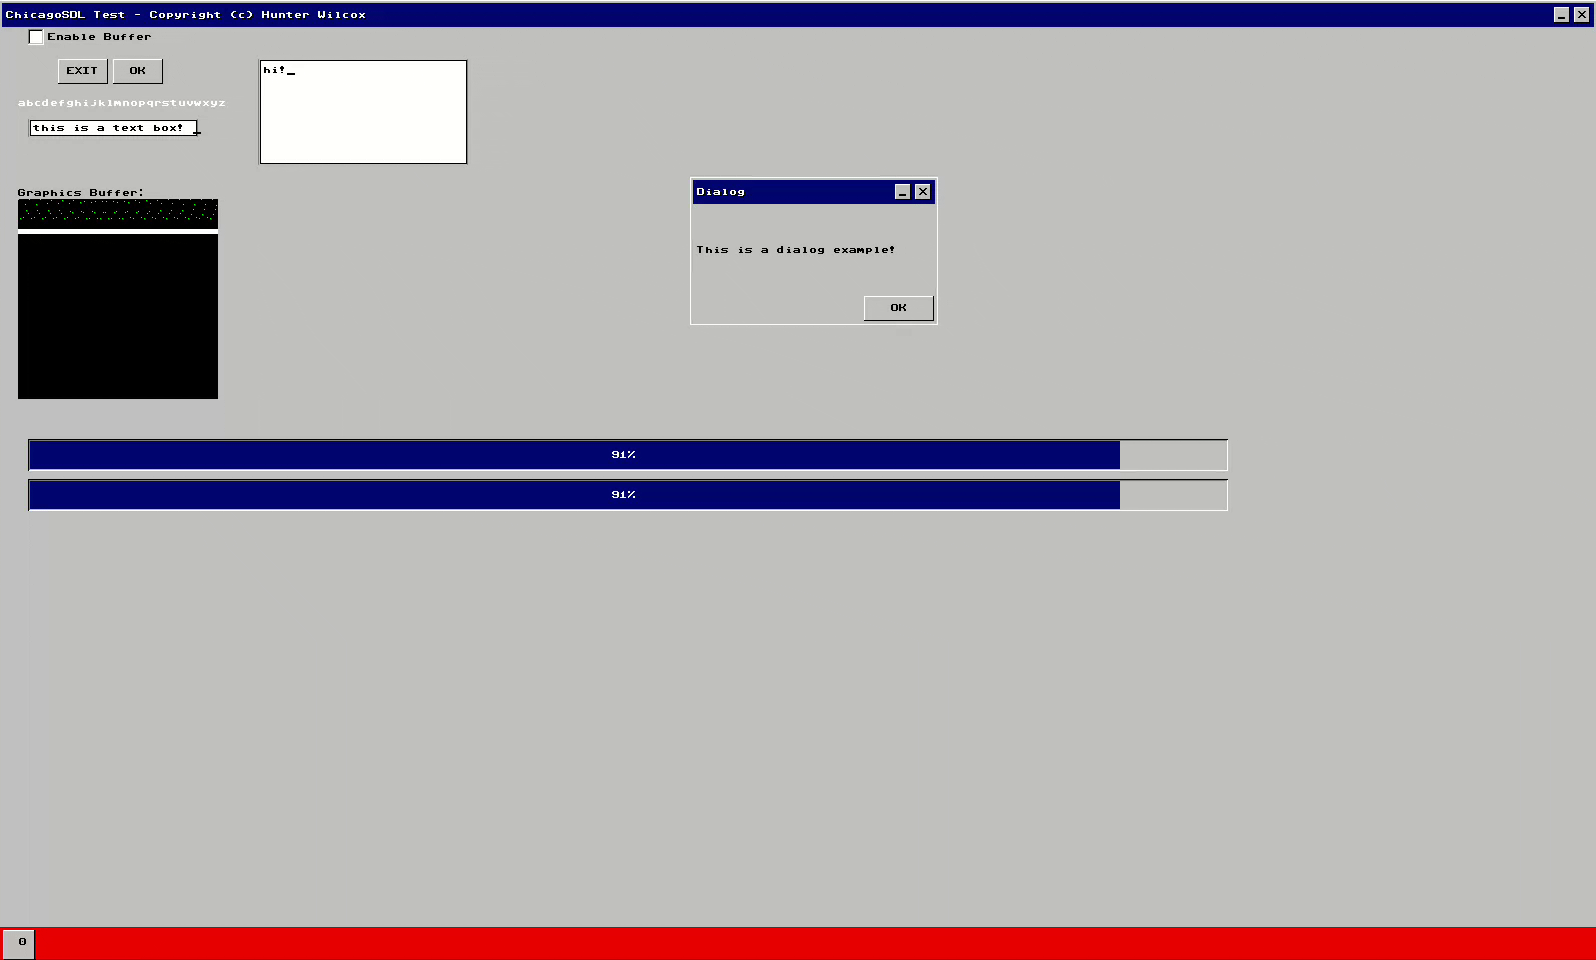 ChicagoSDL Test - Copyright (c) Hunter Wilcox
Enable Buffer
EXIT OK
hi!_
abcdefghijklmnopqrstuvwxyz
this is a text box! _
Graphics Buffer:
Dialog
This is a dialog example!
OK
91%
91%
0